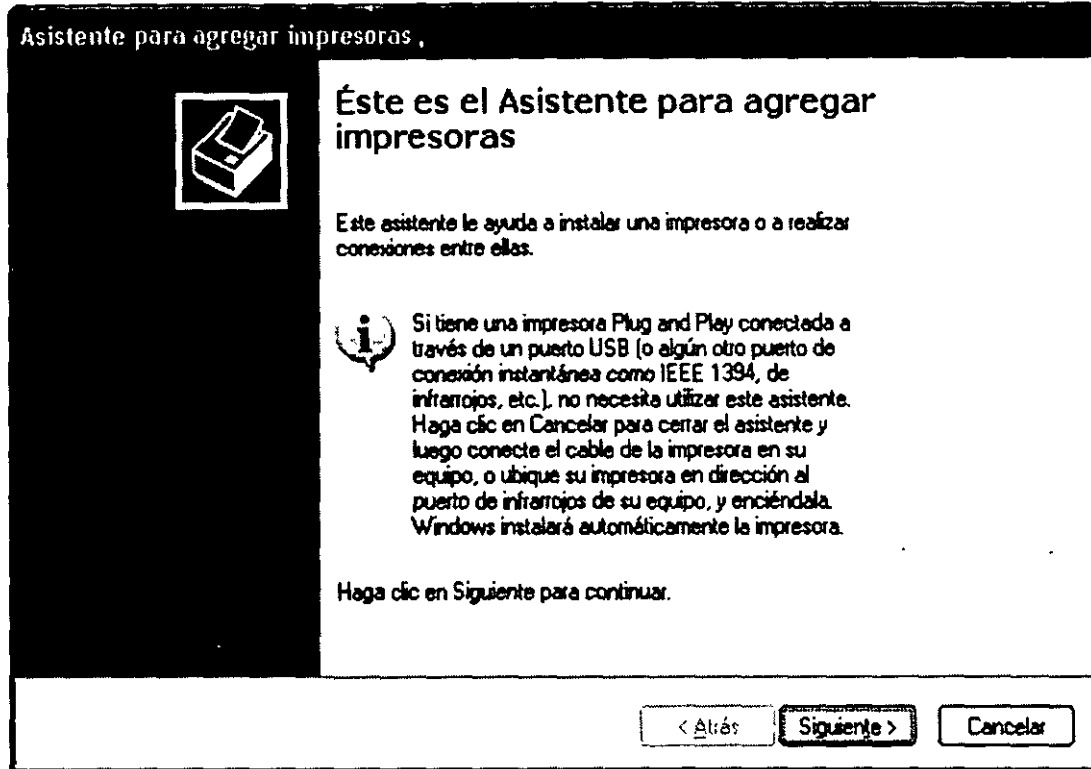 Asistente para agregar impresoras
Éste es el Asistente para agregar
impresoras
Este asistente le ayuda a instalar una impresora o a realizar
conexiones entre ellas.
Si tiene una impresora Plug and Play conectada a
través de un puerto USB (o algún otro puerto de
conexión instantánea como IEEE 1394, de
infrarrojos, etc.), no necesita utilizar este asistente.
Haga clic en Cancelar para cerrar el asistente y
luego conecte el cable de la impresora en su
equipo, o ubique su impresora en dirección al
puerto de infrarrojos de su equipo, y enciéndala.
Windows instalará automáticamente la impresora.
Haga clic en Siguiente para continuar.
< Atrás Siguiente > Cancelar